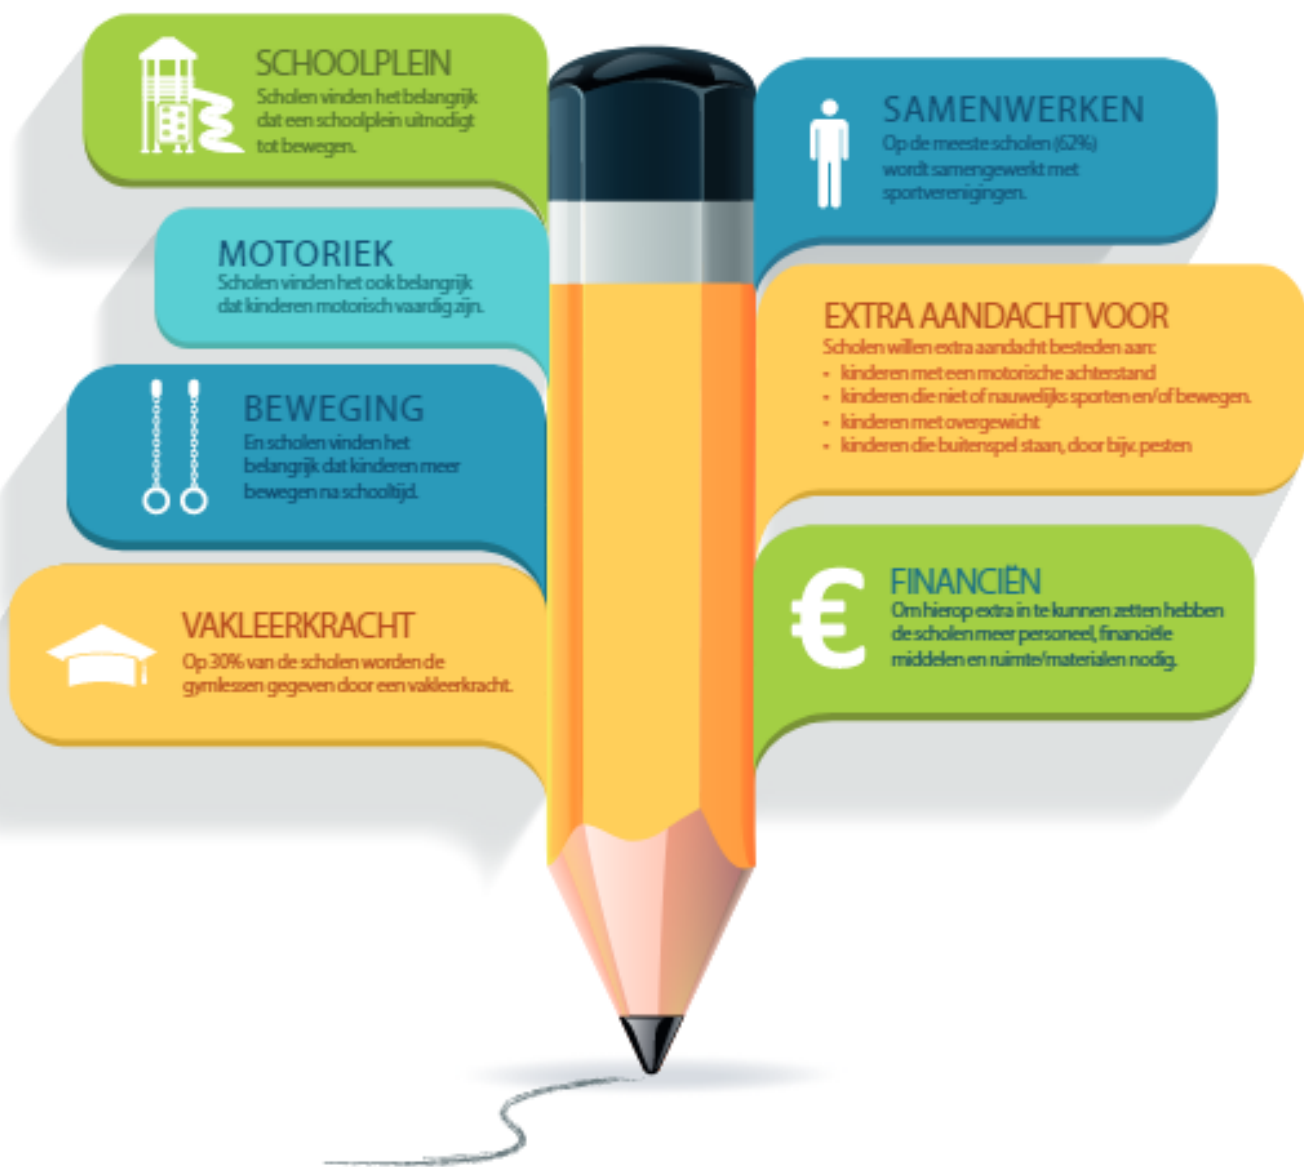 SCHOOLPLEIN
Scholen vinden het belangrijk
dat een schoolplein uitnodigt
tot bewegen.
MOTORIEK
Scholen vinden het ook belangrijk
dat kinderen motorisch vaardig zijn.
BEWEGING
En scholen vinden het
belangrijk dat kinderen meer
bewegen na schooltijd.
VAKLEERKRACHT
Op 30% van de scholen worden de
gymlessen gegeven door een vakleerkracht.
SAMENWERKEN
Op de meeste scholen (62%)
wordt samengewerkt met
sportverenigingen.
EXTRA AANDACHT VOOR
Scholen willen extra aandacht besteden aan:
• kinderen met een motorische achterstand
• kinderen die niet of nauwelijks sporten en/of bewegen.
• kinderen met overgewicht
• kinderen die buitenspel staan, door bijv. pesten
€
FINANCIËN
Om hierop extra in te kunnen zetten hebben
de scholen meer personeel, financiële
middelen en ruimte/materialen nodig.